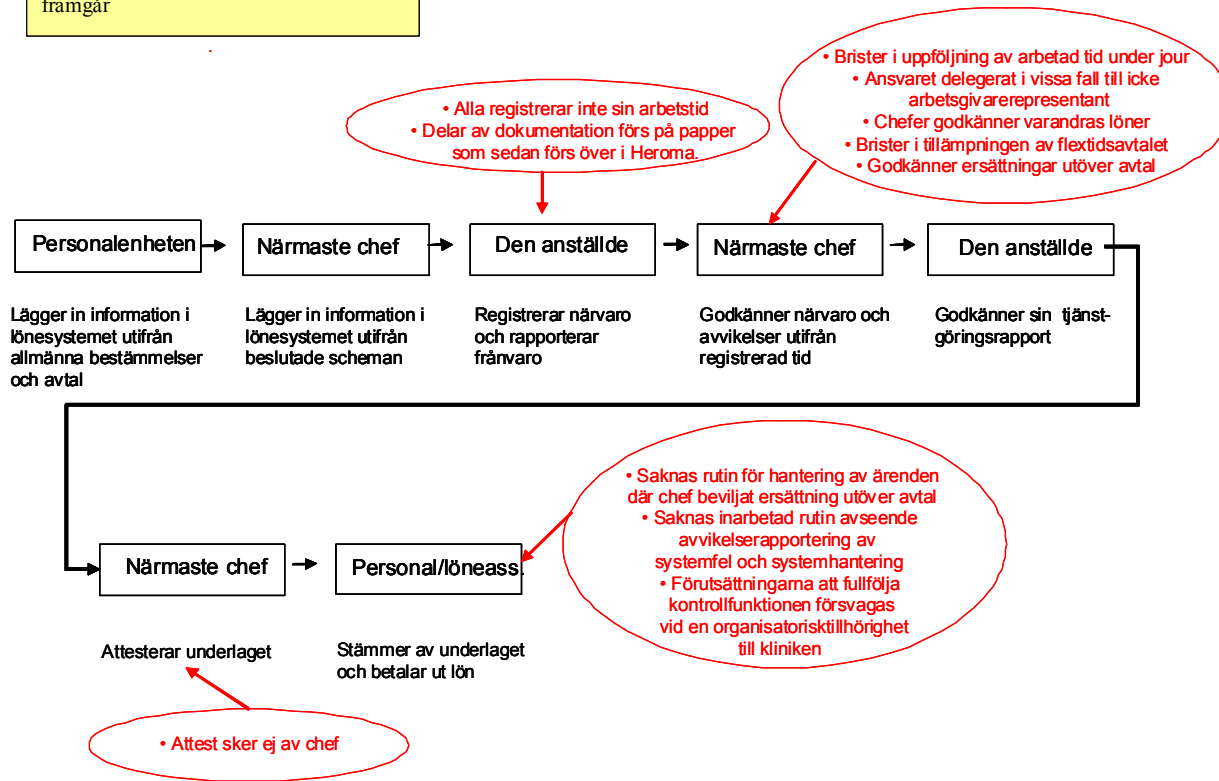 framgår
• Brister i uppföljning av arbetad tid under jour
• Ansvaret delegerat i vissa fall till icke
arbetsgivarerepresentant
• Chefer godkänner varandras löner
• Brister i tillämpningen av flextidsavtalet
• Godkänner ersättningar utöver avtal
• Alla registrerar inte sin arbetstid
• Delar av dokumentation förs på papper
som sedan förs över i Heroma.
Personalenheten
Närmaste chef
Den anställde
Närmaste chef
Den anställde
Lägger in information i
lönesystemet utifrån
allmänna bestämmelser
och avtal
Lägger in information i
lönesystemet utifrån
beslutade scheman
Registrerar närvaro
och rapporterar
frånvaro
Godkänner närvaro och
avvikelser utifrån
registrerad tid
Godkänner sin tjänst-
göringsrapport
• Saknas rutin för hantering av ärenden
där chef beviljat ersättning utöver avtal
• Saknas inarbetad rutin avseende
avvikelserapportering av
systemfel och systemhantering
• Förutsättningarna att fullfölja
kontrollfunktionen försvagas
vid en organisatorisktillhörighet
till kliniken
Närmaste chef
Personal/löneass.
Attesterar underlaget
Stämmer av underlaget
och betalar ut lön
• Attest sker ej av chef